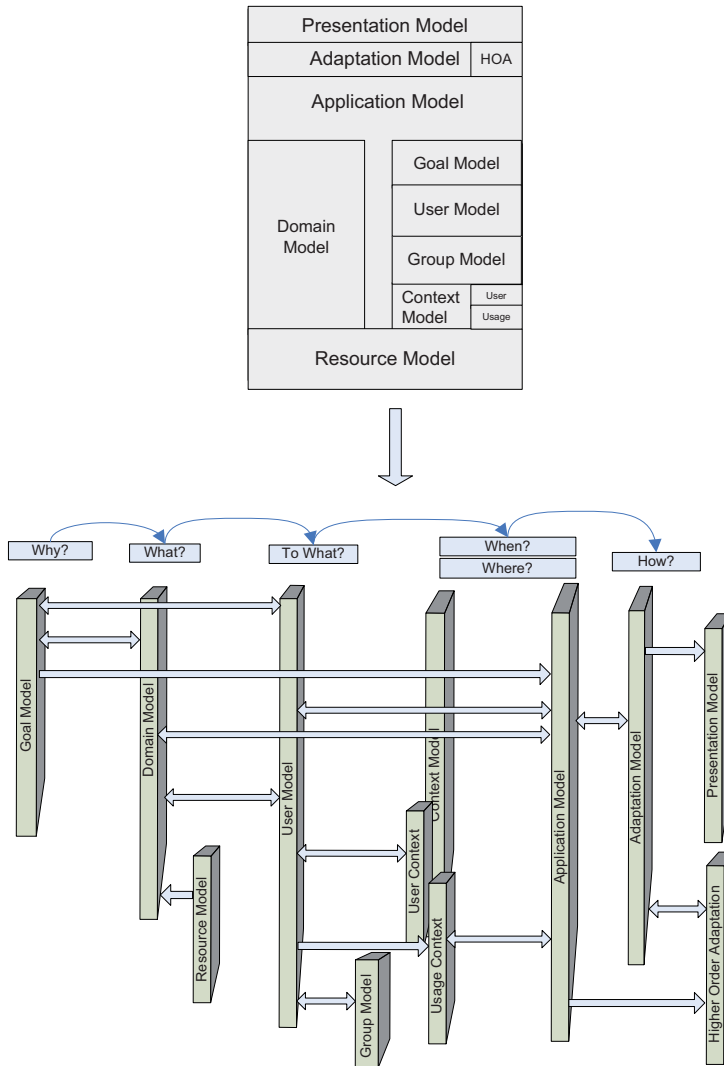 Presentation Model
Adaptation Model
HOA
Application Model
Goal Model
Domain
Model
User Model
Group Model
Context
Model
User
Usage
Resource Model
Why?
What?
To What?
When?
Where?
How?
Goal Model
Domain Model
Resource Model
User Model
Group Model
Context Model
User Context
Usage Context
Application Model
Adaptation Model
Presentation Model
Higher Order Adaptation